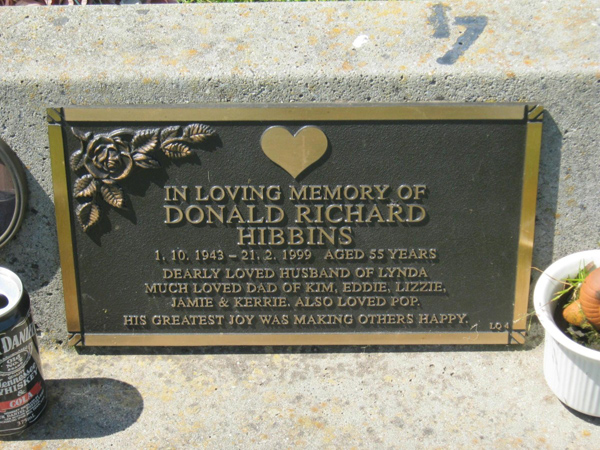 17
IN LOVING MEMORY OF
DONALD RICHARD
HIBBINS
1. 10. 1943 – 21. 2. 1999 AGED 55 YEARS
DEARLY LOVED HUSBAND OF LYNDA
MUCH LOVED DAD OF KIM, EDDIE, LIZZIE,
JAMIE & KERRIE. ALSO LOVED POP.
HIS GREATEST JOY WAS MAKING OTHERS HAPPY.
DANIE
WHISKEY
COLA